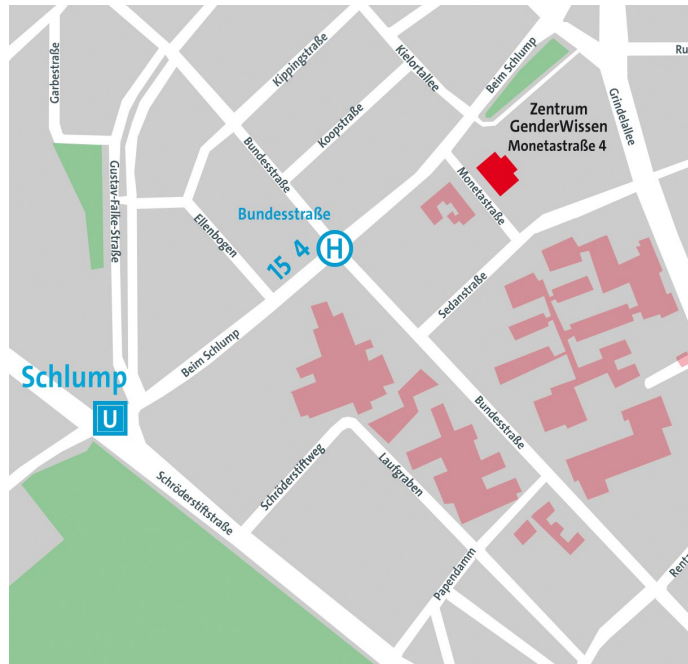 Garbestraße
Kippingstraße
Kielortallee
Beim Schlump
Ru
Grindelallee
Koopstraße
Zentrum
GenderWissen
Monetastraße 4
Bundesstraße
Monetastraße
Gustav-Falke-Straße
Ellenbogen
Bundesstraße
15 4
H
Sedanstraße
Beim Schlump
Schlump
U
Bundesstraße
Schröderstiftweg
Laufgraben
Schröderstiftstraße
Papendamm
Rentz